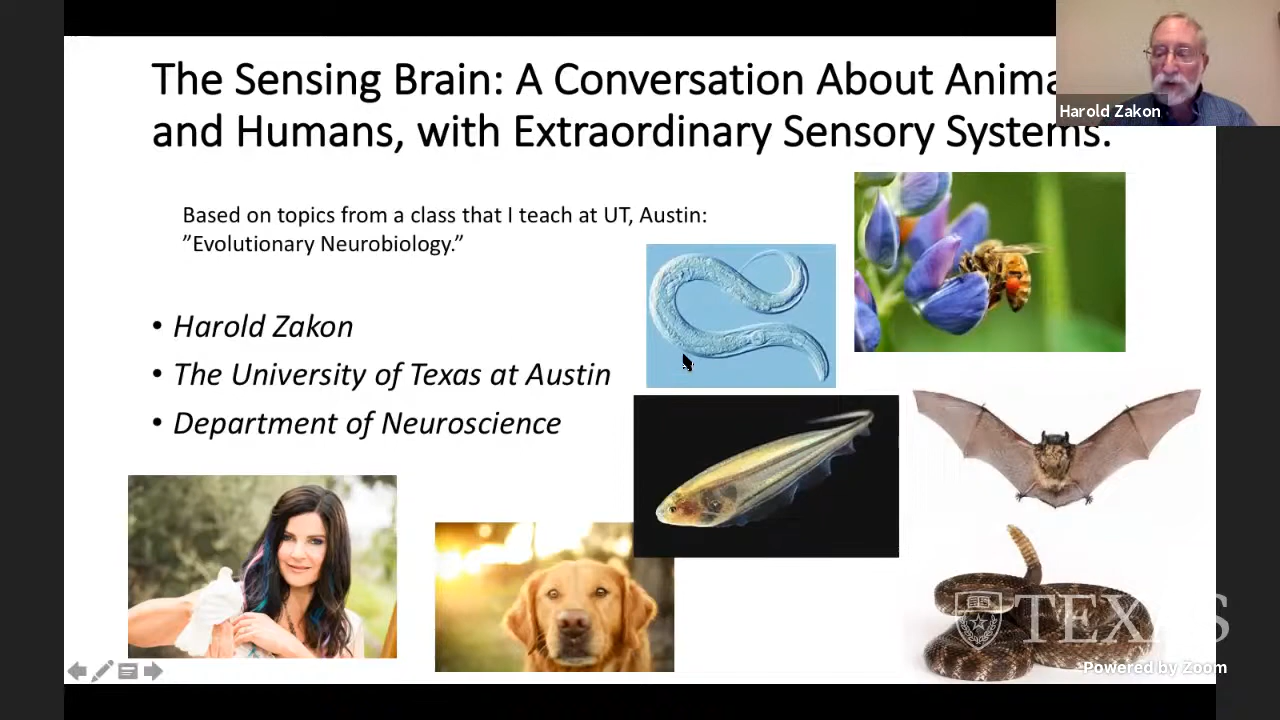 The Sensing Brain: A Conversation About
and Humans, with Extraordinary Sensory Systems.
Harold Zakon
Based on topics from a class that I teach at UT, Austin:
”Evolutionary Neurobiology.”
• Harold Zakon
• The University of Texas at Austin
• Department of Neuroscience
TEXAS
Powered by Zoom